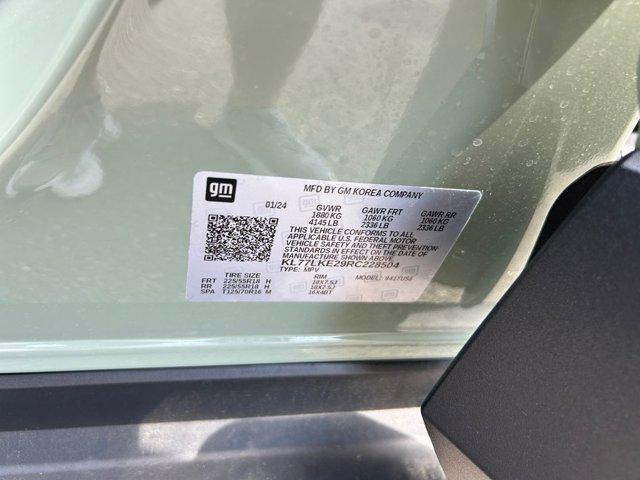 gm
MFD BY GM KOREA COMPANY
01/24 GVWR GAWR FRT GAWR RR
1880 KG 1060 KG 1060 KG
4145 LB 2336 LB 2336 LB
THIS VEHICLE CONFORMS TO ALL
APPLICABLE U.S. FEDERAL MOTOR
VEHICLE SAFETY AND THEFT PREVENTION
STANDARDS IN EFFECT ON THE DATE OF
MANUFACTURE SHOWN ABOVE.
KL77LKE29RC228504
TYPE: MPV MODEL: 941TU58
TIRE SIZE RIM
FRT 225/55R18 H 18X7.5J
RR 225/55R18 H 18X7.5J
SPA T125/70R16 M 16X4BT